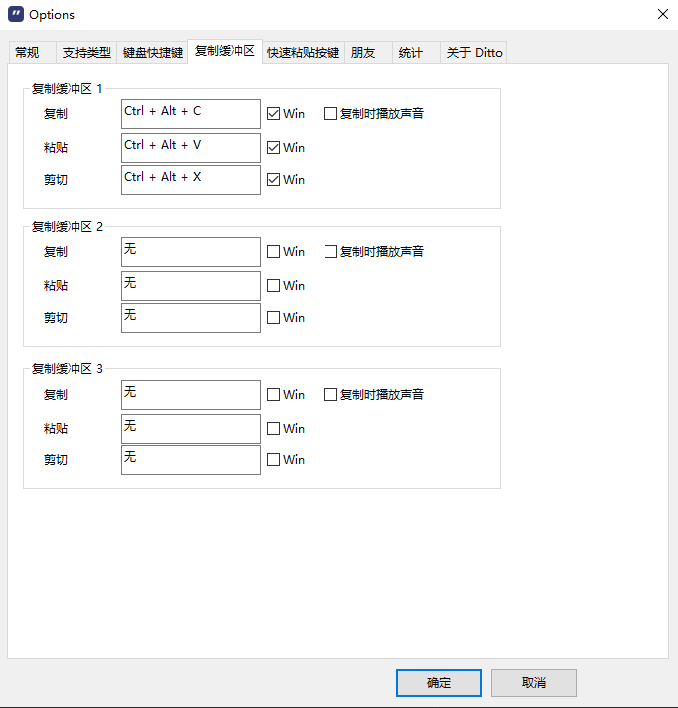 Options
常规 支持类型 键盘快捷键 复制缓冲区 快速粘贴按键 朋友 统计 关于 Ditto
复制缓冲区 1
复制 Ctrl + Alt + C Win 复制时播放声音
粘贴 Ctrl + Alt + V Win
剪切 Ctrl + Alt + X Win
复制缓冲区 2
复制 无 Win 复制时播放声音
粘贴 无 Win
剪切 无 Win
复制缓冲区 3
复制 无 Win 复制时播放声音
粘贴 无 Win
剪切 无 Win
确定 取消